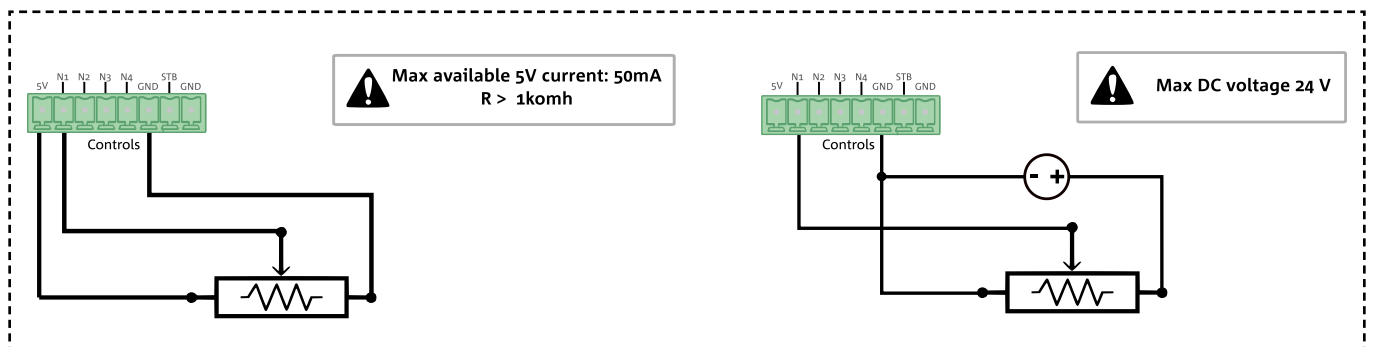 5V N1 N2 N3 N4 GND STB GND
Controls
Max available 5V current: 50mA
R > 1komh
5V N1 N2 N3 N4 GND STB GND
Controls
Max DC voltage 24 V
- +